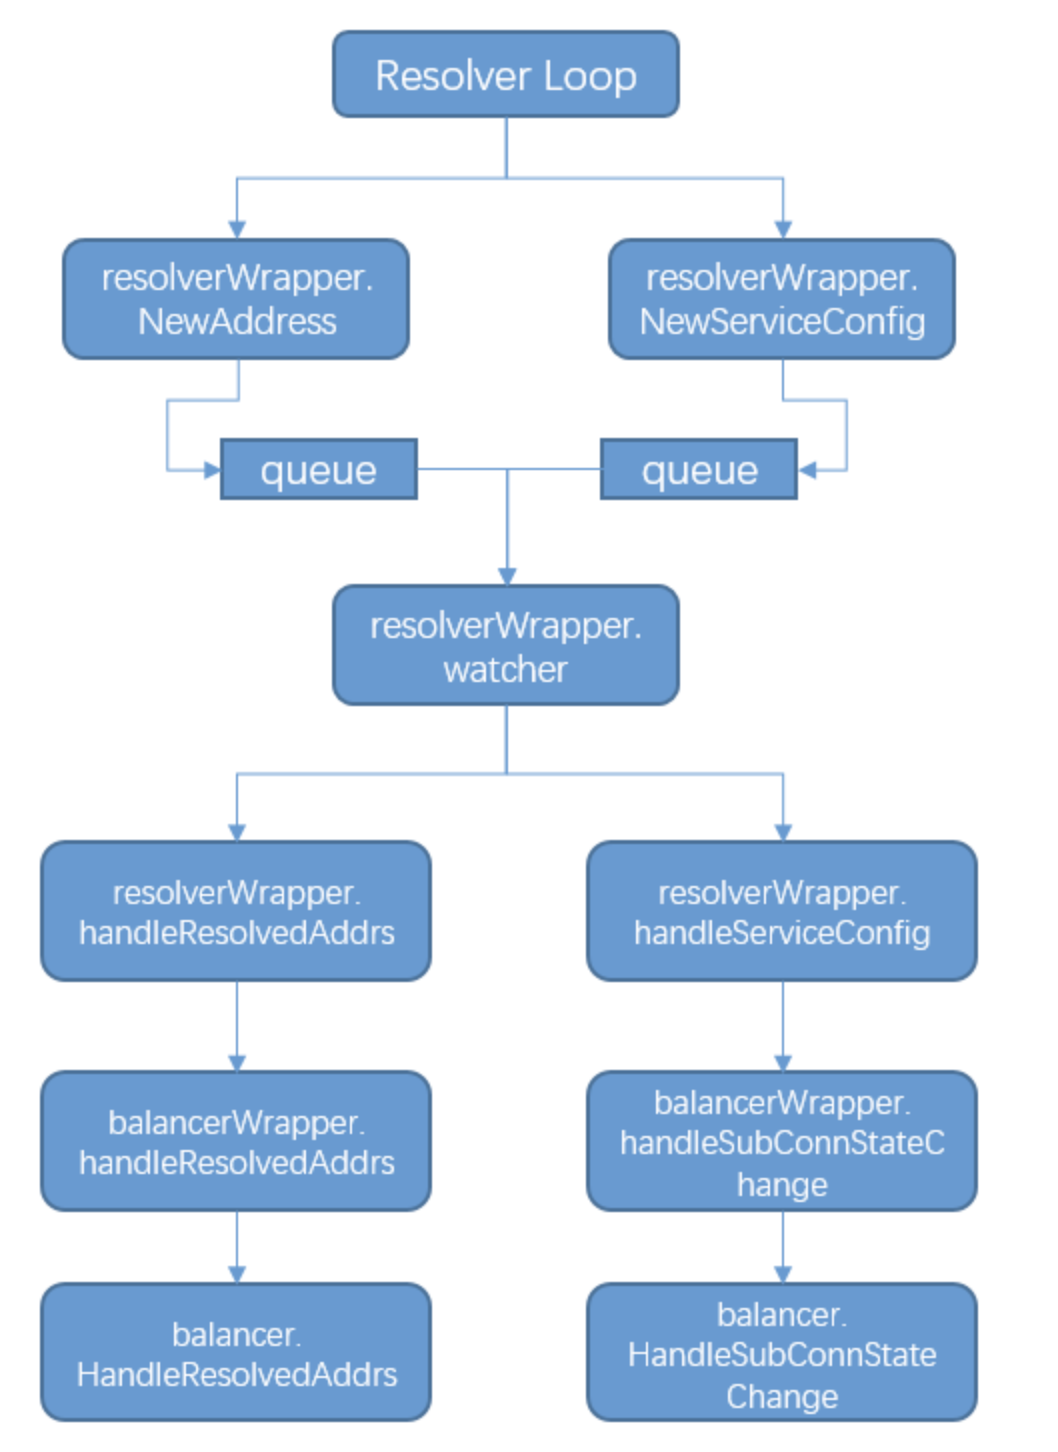 Resolver Loop
resolverWrapper.
NewAddress
resolverWrapper.
NewServiceConfig
queue
queue
resolverWrapper.
watcher
resolverWrapper.
handleResolvedAddrs
resolverWrapper.
handleServiceConfig
balancerWrapper.
handleResolvedAddrs
balancerWrapper.
handleSubConnStateC
hange
balancer.
HandleResolvedAddrs
balancer.
HandleSubConnState
Change